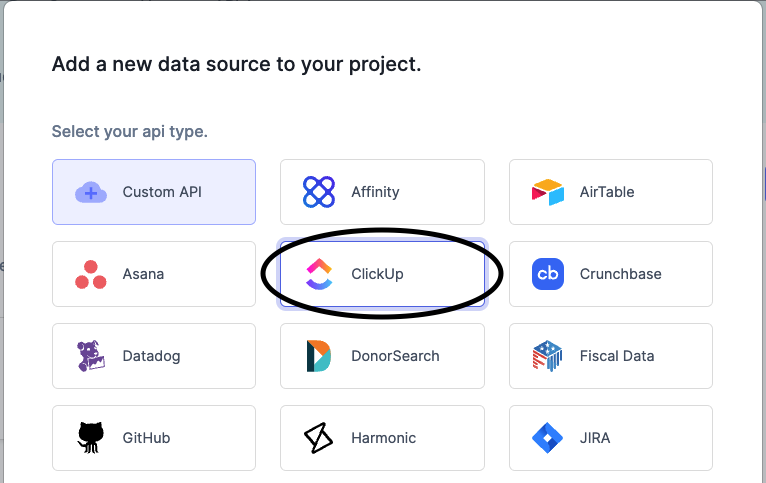 Add a new data source to your project.
Select your api type.
Custom API
Affinity
AirTable
Asana
ClickUp
cb
Crunchbase
Datadog
DonorSearch
Fiscal Data
GitHub
Harmonic
JIRA